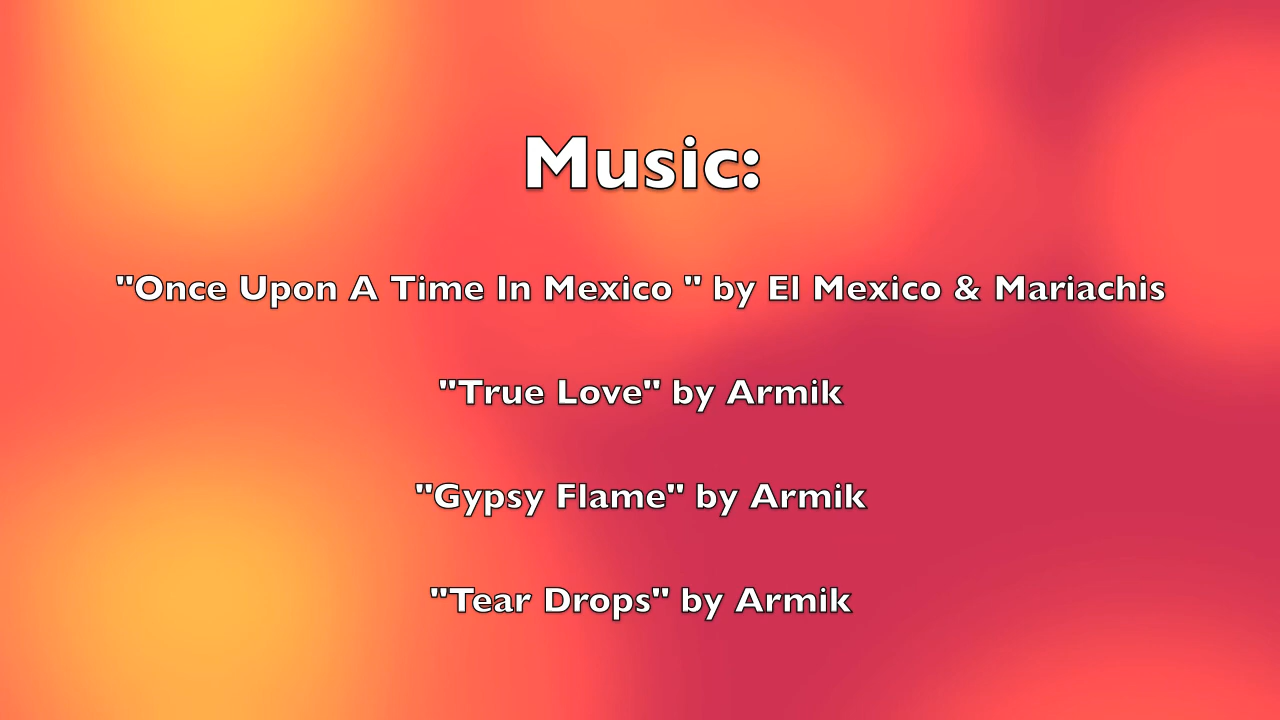 Music:
"Once Upon A Time In Mexico " by El Mexico & Mariachis
"True Love" by Armik
"Gypsy Flame" by Armik
"Tear Drops" by Armik